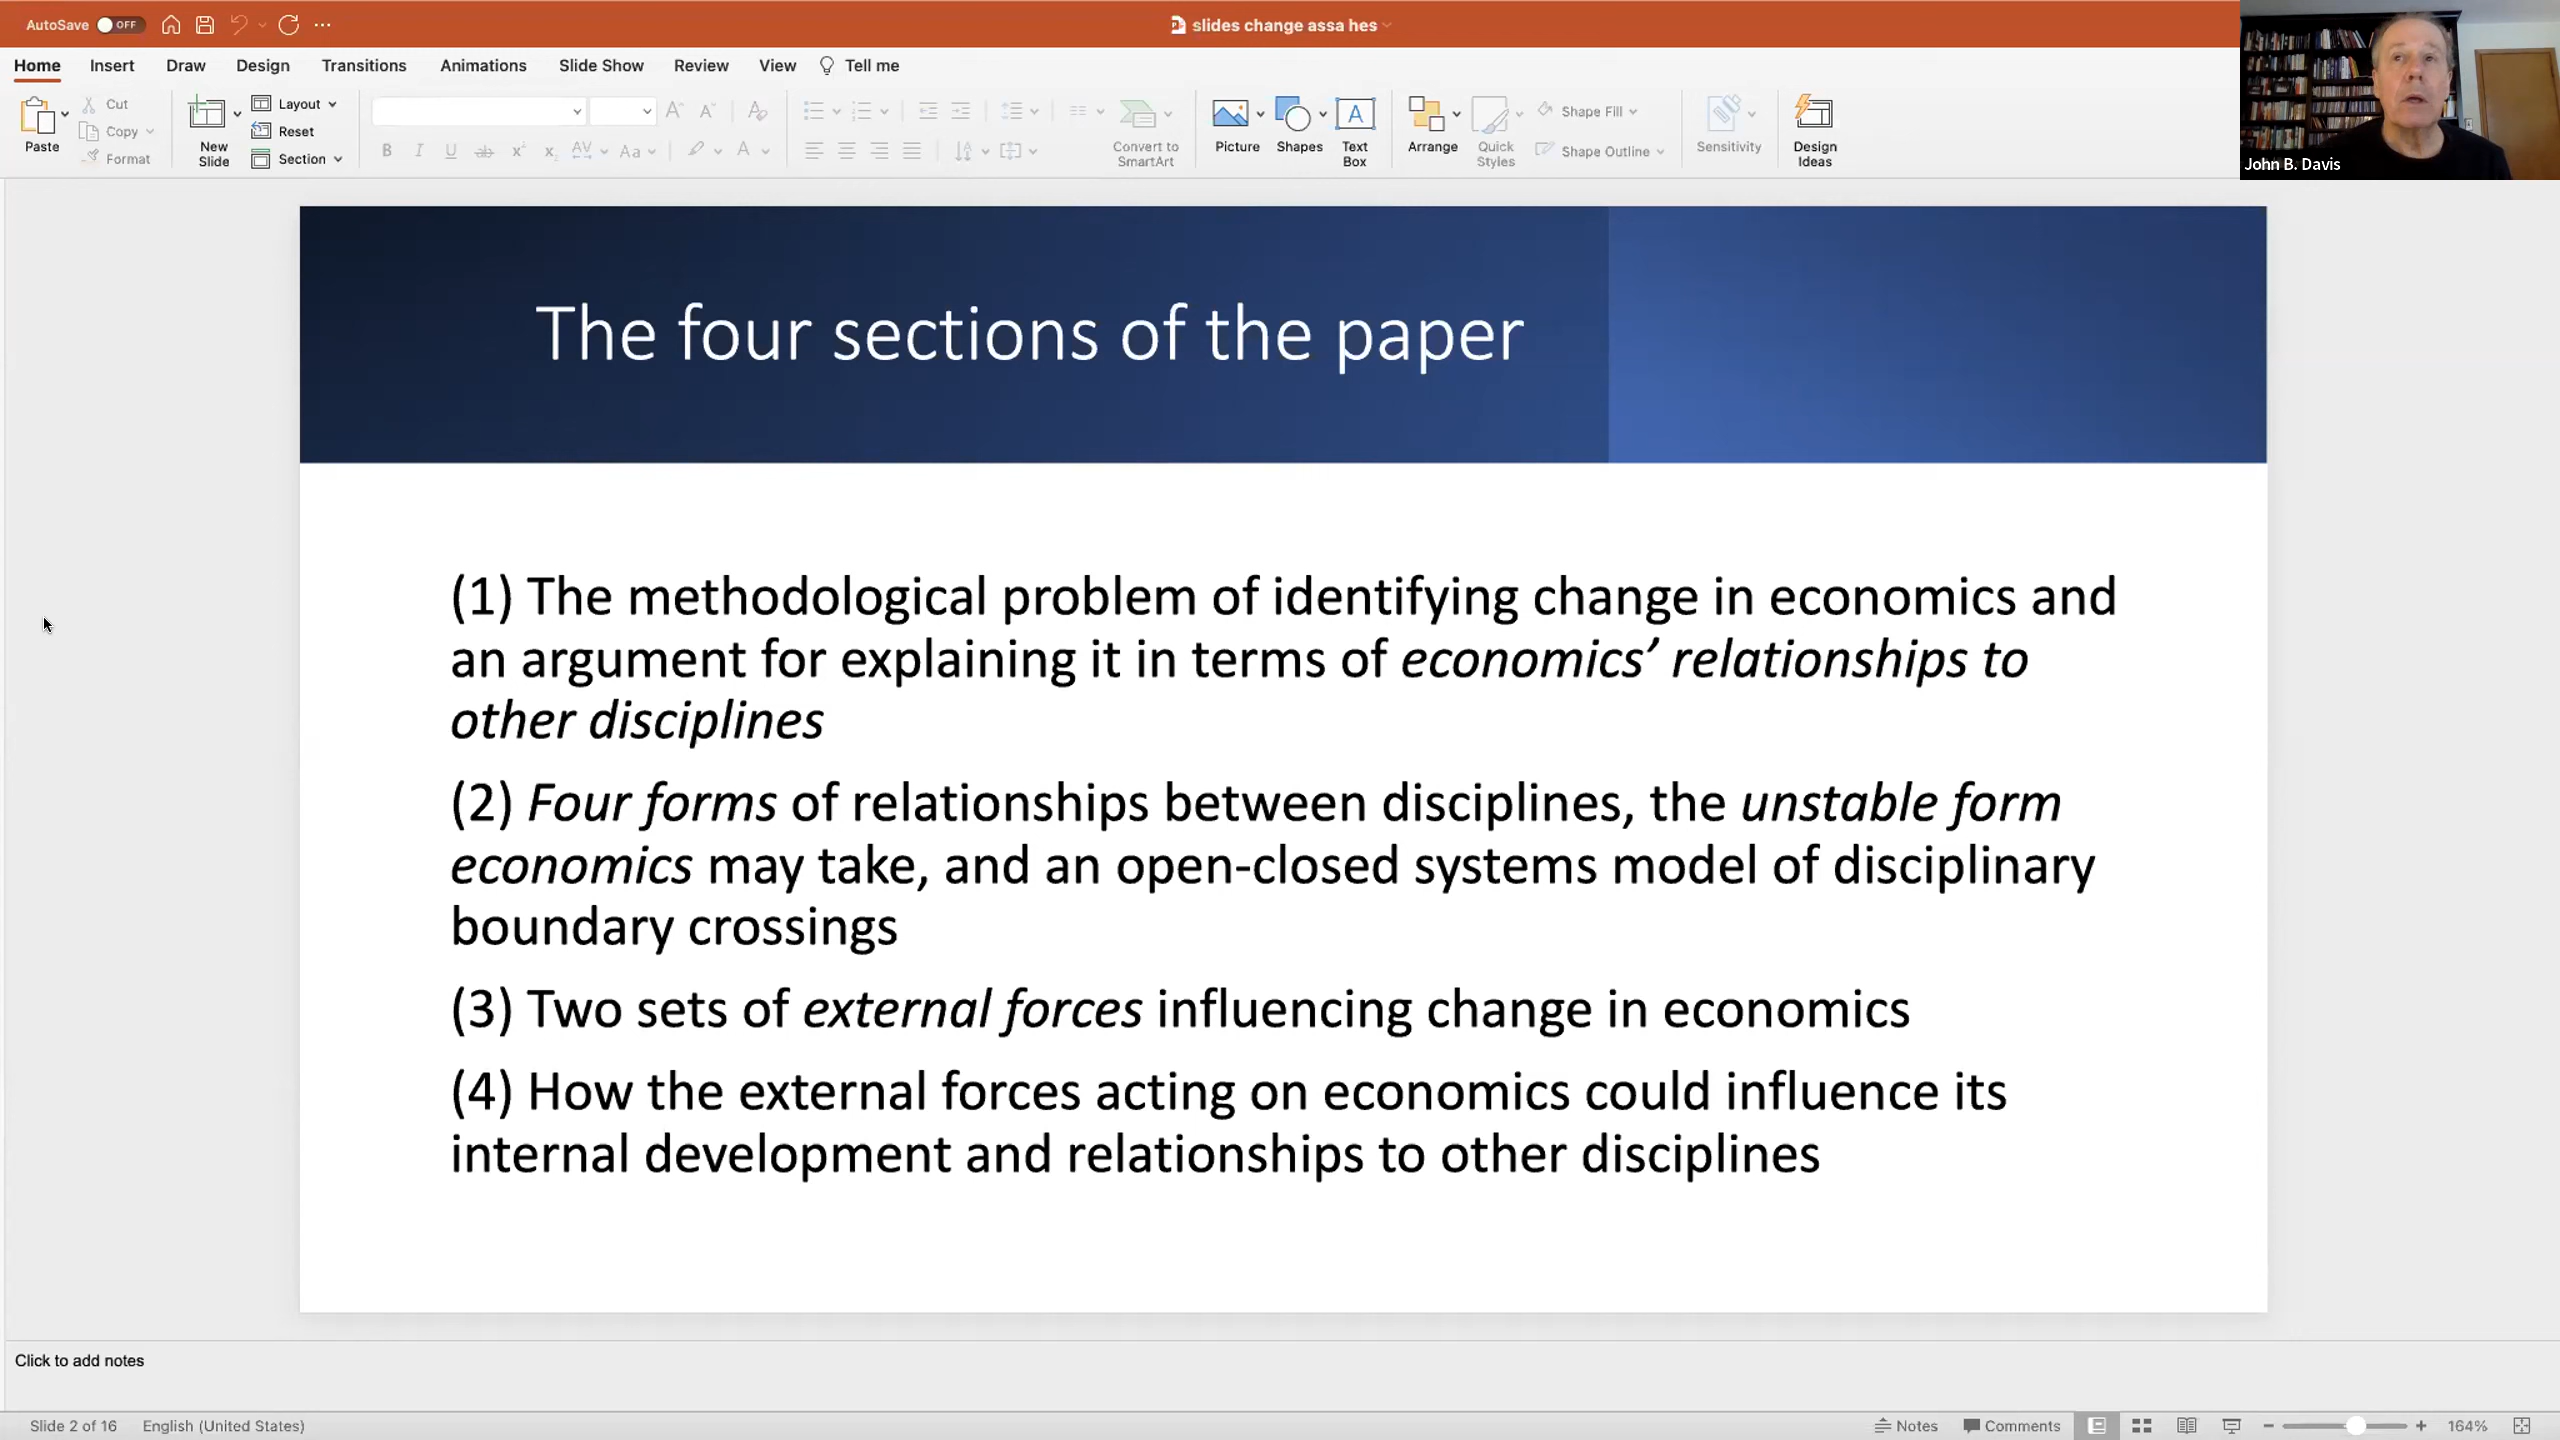 AutoSave OFF
slides change assa hes
Home Insert Draw Design Transitions Animations Slide Show Review View Tell me
Paste
Cut
Copy
Format
New Slide
Layout
Reset
Section
B I U ab x x AV Aa A
Convert to SmartArt
Picture
Shapes
A
Text Box
Arrange
Quick Styles
Shape Fill
Shape Outline
Sensitivity
Design Ideas
John B. Davis
The four sections of the paper
(1) The methodological problem of identifying change in economics and
an argument for explaining it in terms of economics’ relationships to
other disciplines
(2) Four forms of relationships between disciplines, the unstable form
economics may take, and an open-closed systems model of disciplinary
boundary crossings
(3) Two sets of external forces influencing change in economics
(4) How the external forces acting on economics could influence its
internal development and relationships to other disciplines
Click to add notes
Slide 2 of 16 English (United States) Notes Comments 164%